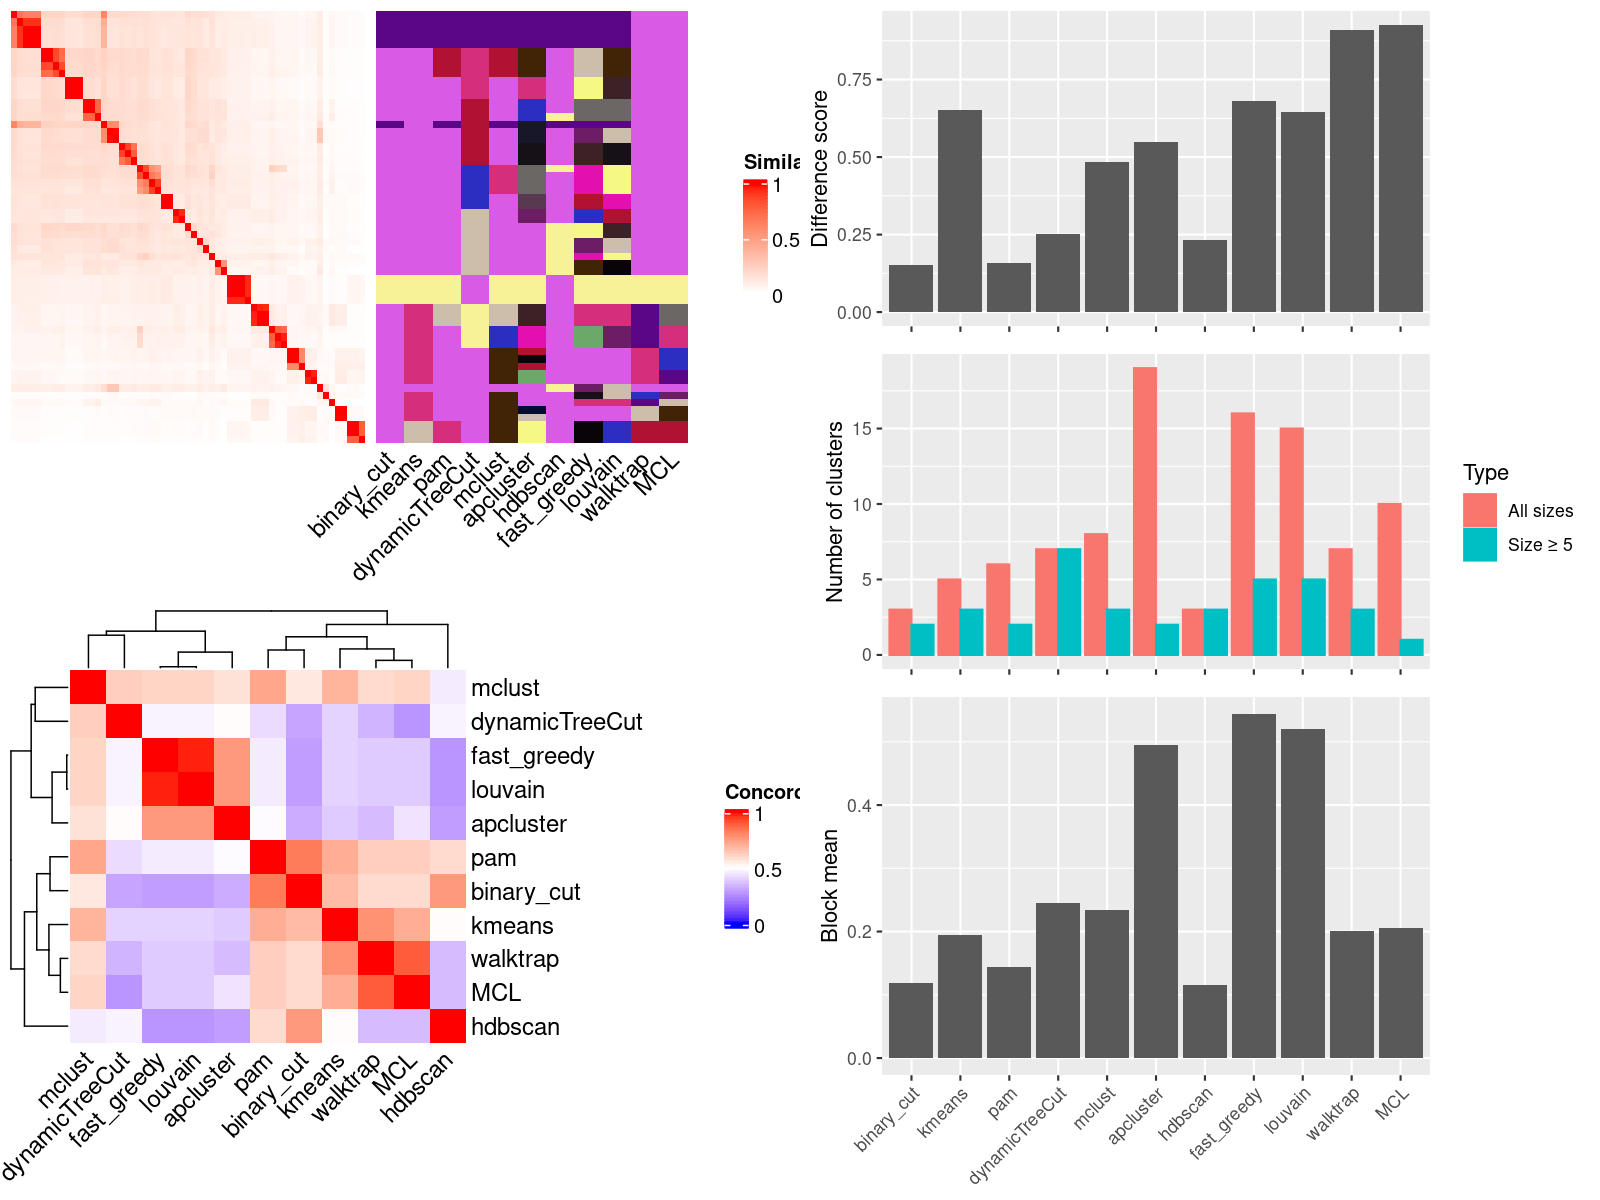 Simila
1
0.5
0
binary_cut
kmeans
pam
dynamicTreeCut
mclust
apcluster
hdbscan
fast_greedy
louvain
walktrap
MCL
Difference score
0.75
0.50
0.25
0.00
Number of clusters
15
10
5
0
Type
All sizes
Size ≥ 5
mclust
dynamicTreeCut
fast_greedy
louvain
apcluster
pam
binary_cut
kmeans
walktrap
MCL
hdbscan
mclust
dynamicTreeCut
fast_greedy
louvain
apcluster
pam
binary_cut
kmeans
walktrap
MCL
hdbscan
Concord
1
0.5
0
Block mean
0.4
0.2
0.0
binary_cut
kmeans
pam
dynamicTreeCut
mclust
apcluster
hdbscan
fast_greedy
louvain
walktrap
MCL